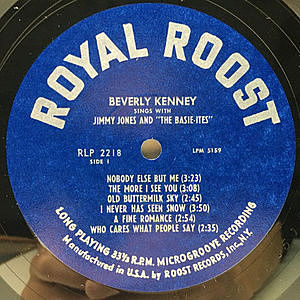 ROYAL ROOST
BEVERLY KENNEY
SINGS WITH
JIMMY JONES AND "THE BASIE-ITES"
RLP 2218
LPM 5159
SIDE 1
NOBODY ELSE BUT ME (3:23)
THE MORE I SEE YOU (3:08)
OLD BUTTERMILK SKY (2:45)
I NEVER HAS SEEN SNOW (3:50)
A FINE ROMANCE (2:54)
WHO CARES WHAT PEOPLE SAY (2:35)
LONG PLAYING 33⅓ R.P.M. MICROGROOVE RECORDING
Manufactured in U.S.A. by ROOST RECORDS, Inc., N.Y.